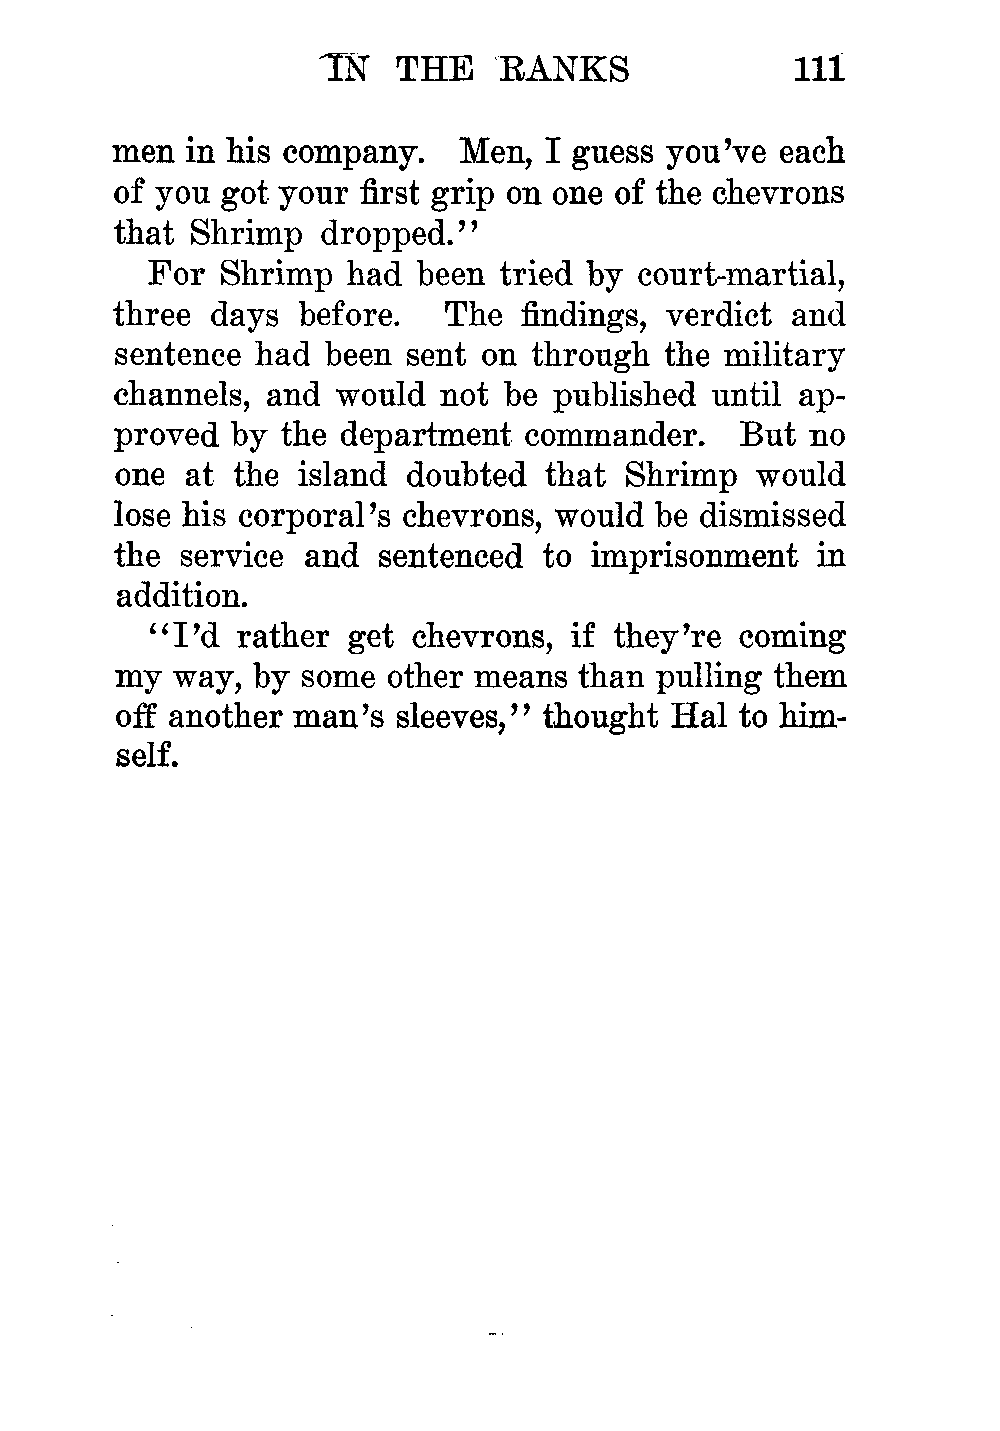 IN THE RANKS 111
men in his company. Men, I guess you've each
of you got your first grip on one of the chevrons
that Shrimp dropped."
For Shrimp had been tried by court-martial,
three days before. The findings, verdict and
sentence had been sent on through the military
channels, and would not be published until ap-
proved by the department commander. But no
one at the island doubted that Shrimp would
lose his corporal's chevrons, would be dismissed
the service and sentenced to imprisonment in
addition.
"I'd rather get chevrons, if they're coming
my way, by some other means than pulling them
off another man's sleeves," thought Hal to him-
self.